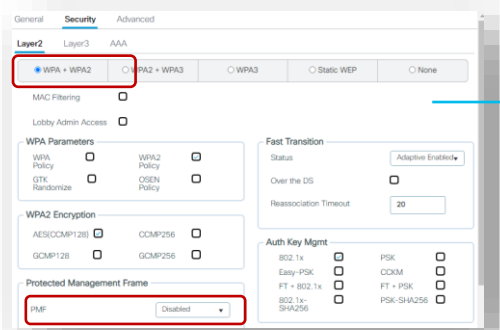 General Security Advanced
Layer2 Layer3 AAA
WPA + WPA2 WPA2 + WPA3 WPA3 Static WEP None
MAC Filtering
Lobby Admin Access
WPA Parameters
WPA Policy WPA2 Policy
GTK Randomize OSEN Policy
WPA2 Encryption
AES(CCMP128) CCMP256
GCMP128 GCMP256
Protected Management Frame
PMF Disabled
Fast Transition
Status Adaptive Enabled
Over the DS
Reassociation Timeout 20
Auth Key Mgmt
802.1x PSK
Easy-PSK CCKM
FT + 802.1x FT + PSK
802.1x-SHA256 PSK-SHA256